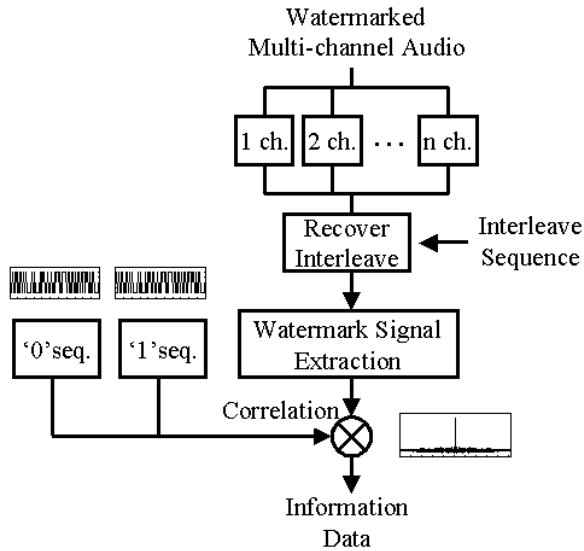 Watermarked
Multi-channel Audio
1 ch.
2 ch.
...
n ch.
Recover
Interleave
Interleave
Sequence
‘0’seq.
‘1’seq.
Watermark Signal
Extraction
Correlation
Information
Data